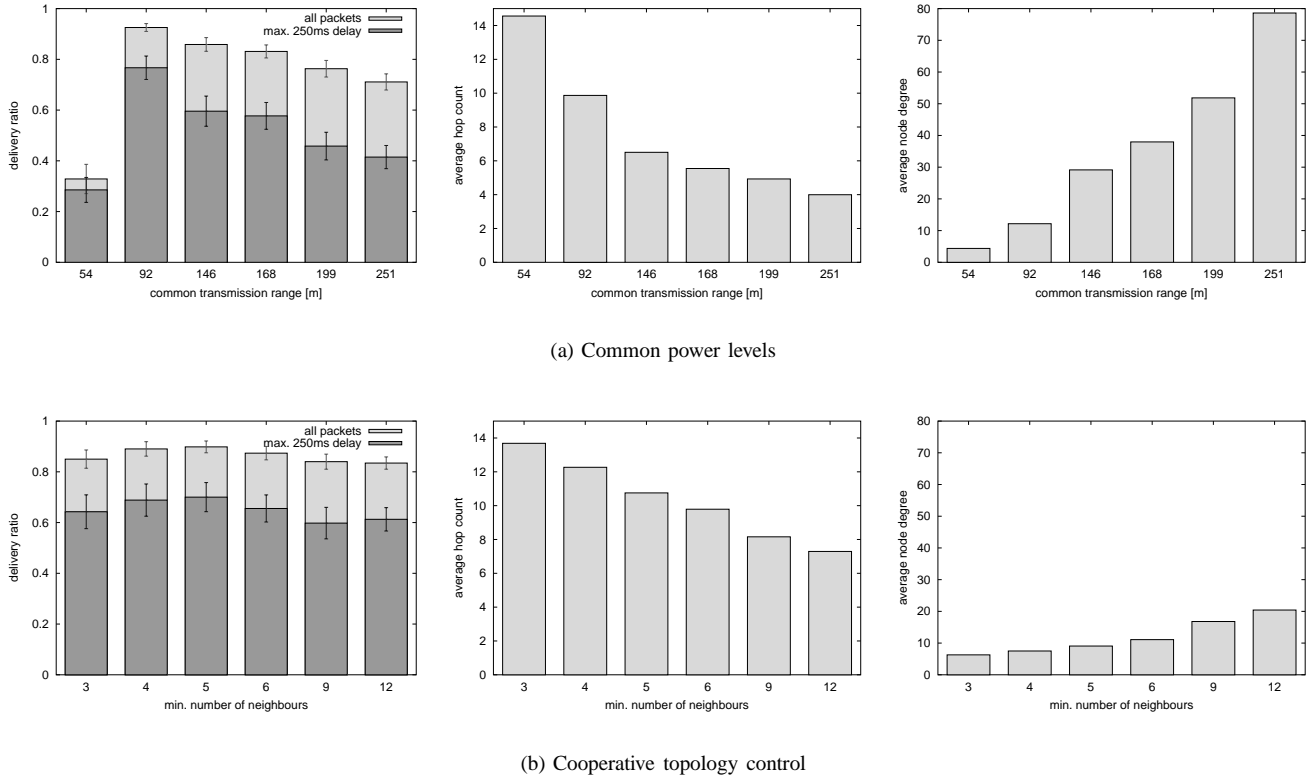 all packets
max. 250ms delay
delivery ratio
1
0.8
0.6
0.4
0.2
0
54 92 146 168 199 251
common transmission range [m]
average hop count
14
12
10
8
6
4
2
0
54 92 146 168 199 251
common transmission range [m]
average node degree
80
70
60
50
40
30
20
10
0
54 92 146 168 199 251
common transmission range [m]
(a) Common power levels
all packets
max. 250ms delay
delivery ratio
1
0.8
0.6
0.4
0.2
0
3 4 5 6 9 12
min. number of neighbours
average hop count
14
12
10
8
6
4
2
0
3 4 5 6 9 12
min. number of neighbours
average node degree
80
70
60
50
40
30
20
10
0
3 4 5 6 9 12
min. number of neighbours
(b) Cooperative topology control